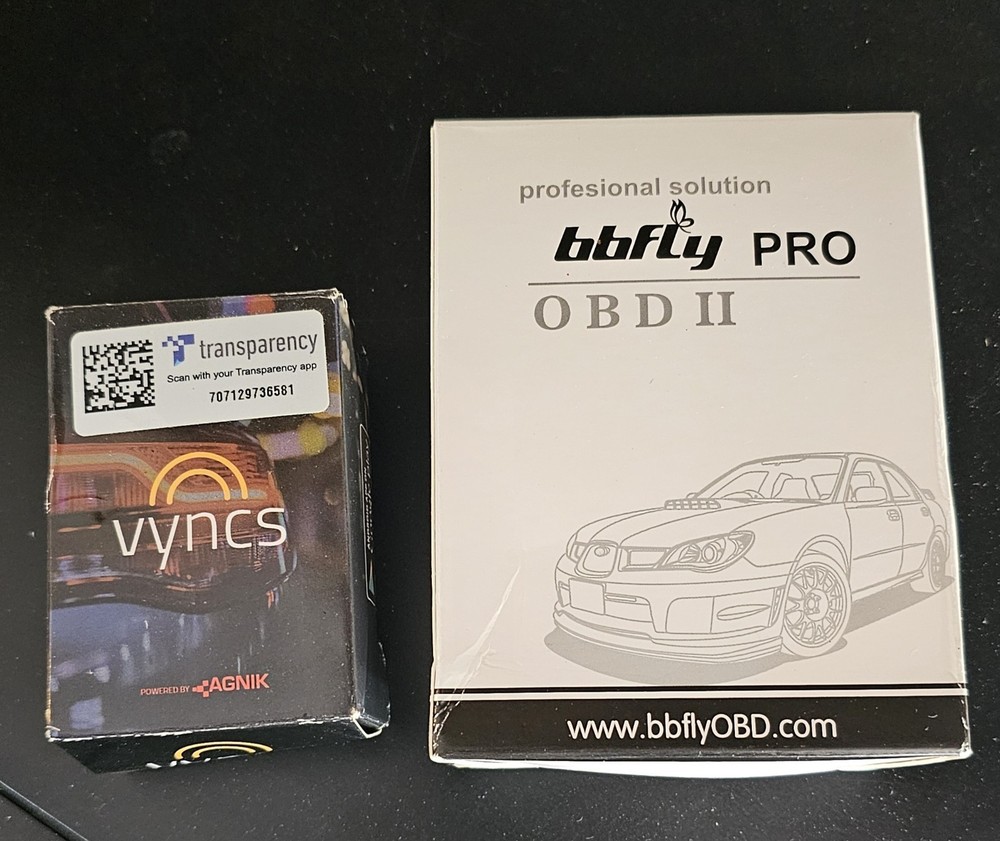 transparency
Scan with your Transparency app
707129736581
vyncs
POWERED BY AGNIK
profesional solution
bbfly PRO
OBD II
www.bbflyOBD.com